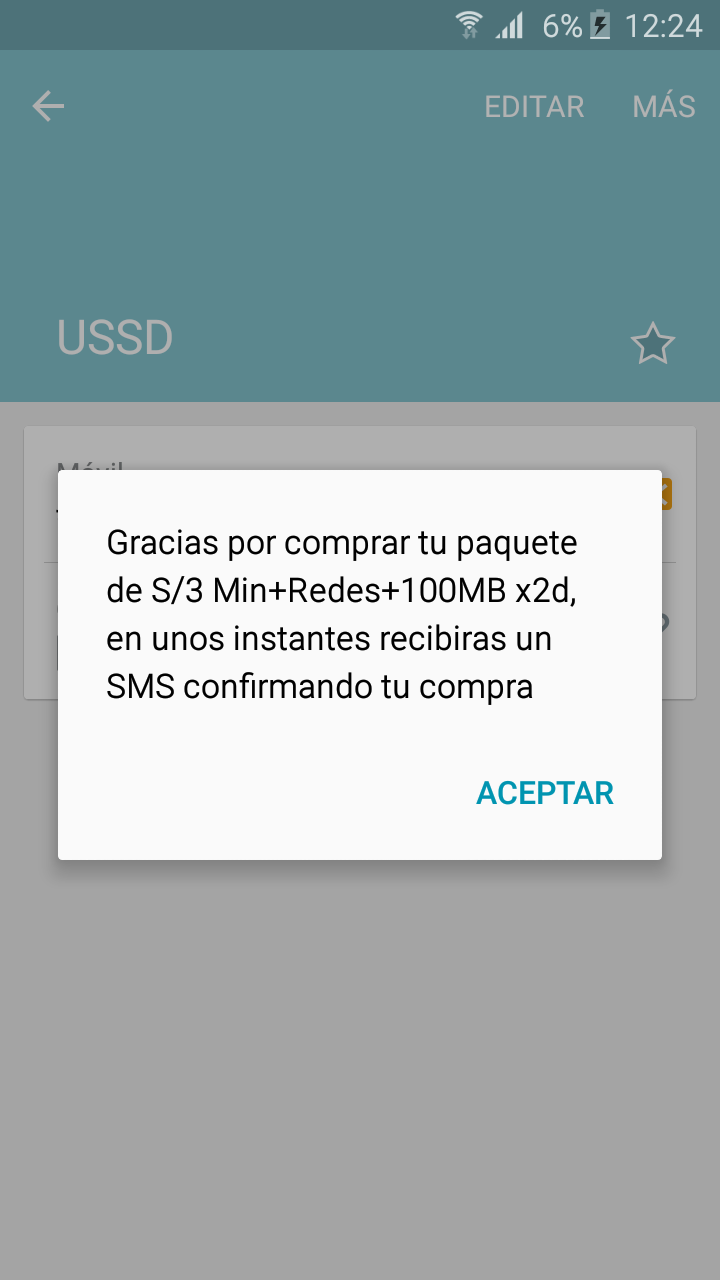 6% 12:24
EDITAR MÁS
USSD
Móvil
Gracias por comprar tu paquete
de S/3 Min+Redes+100MB x2d,
en unos instantes recibiras un
SMS confirmando tu compra
ACEPTAR